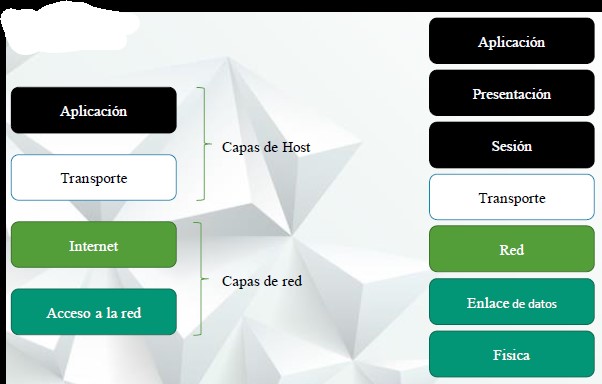 Aplicación
Transporte
Internet
Acceso a la red
Capas de Host
Capas de red
Aplicación
Presentación
Sesión
Transporte
Red
Enlace de datos
Física